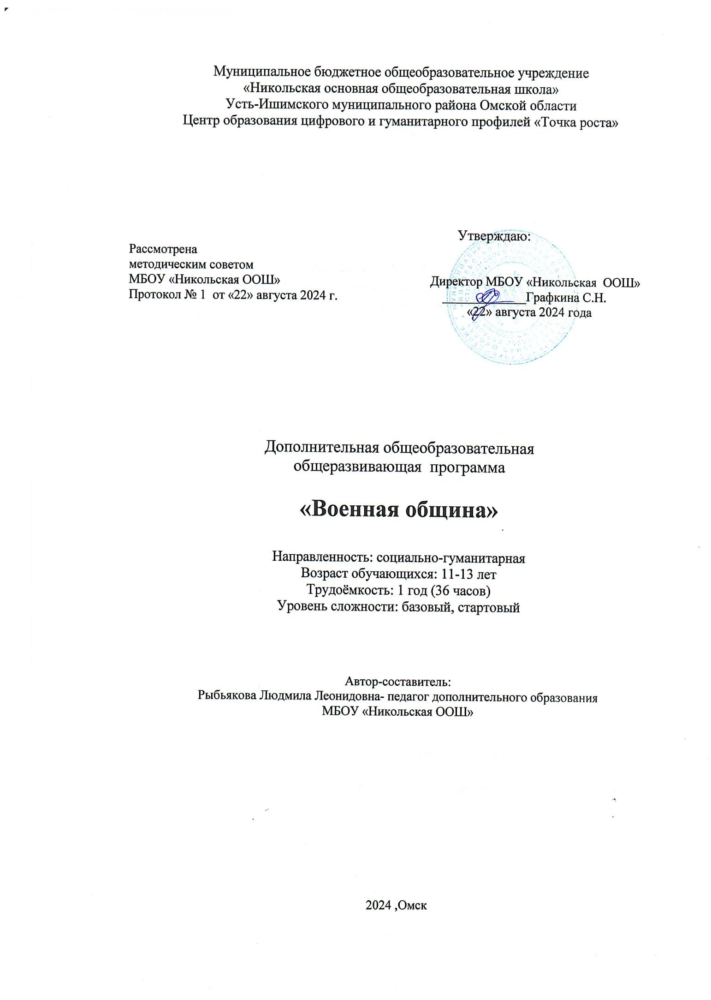 Муниципальное бюджетное общеобразовательное учреждение
«Никольская основная общеобразовательная школа»
Усть-Ишимского муниципального района Омской области
Центр образования цифрового и гуманитарного профилей «Точка роста»
Рассмотрена
методическим советом
МБОУ «Никольская ООШ»
Протокол № 1 от «22» августа 2024 г.
Утверждаю:
Директор МБОУ «Никольская ООШ»
Графкина С.Н.
«22» августа 2024 года
Дополнительная общеобразовательная
общеразвивающая программа
«Военная община»
Направленность: социально-гуманитарная
Возраст обучающихся: 11-13 лет
Трудоёмкость: 1 год (36 часов)
Уровень сложности: базовый, стартовый
Автор-составитель:
Рыбьякова Людмила Леонидовна- педагог дополнительного образования
МБОУ «Никольская ООШ»
2024 ,Омск